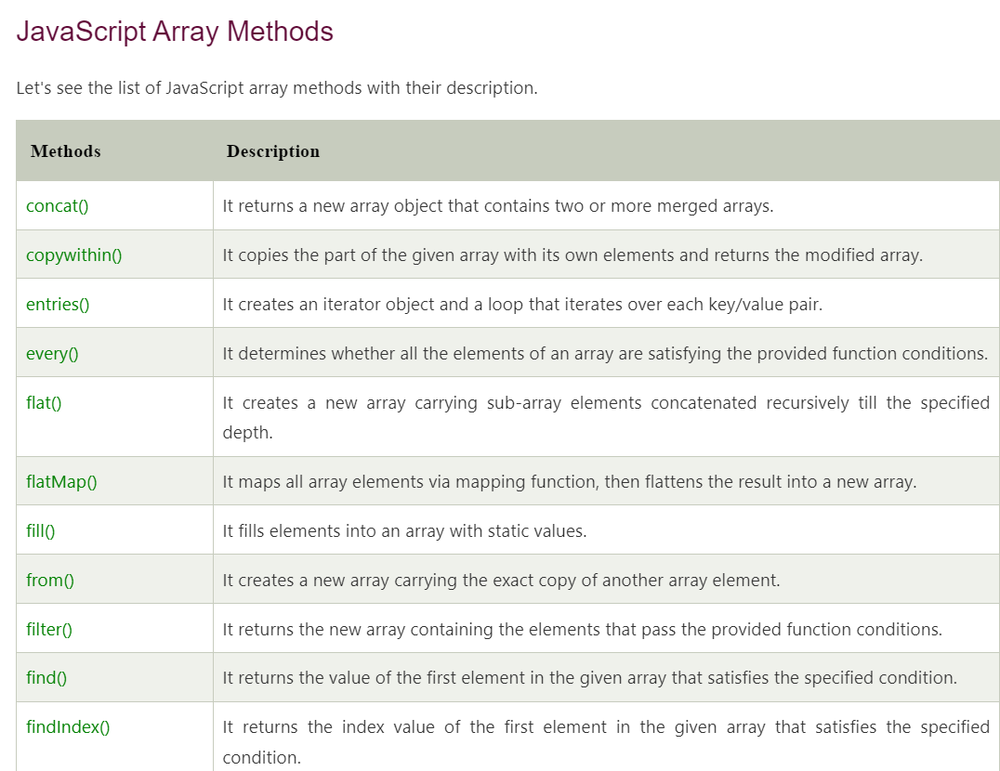 JavaScript Array Methods
Let's see the list of JavaScript array methods with their description.
Methods Description
concat() It returns a new array object that contains two or more merged arrays.
copywithin() It copies the part of the given array with its own elements and returns the modified array.
entries() It creates an iterator object and a loop that iterates over each key/value pair.
every() It determines whether all the elements of an array are satisfying the provided function conditions.
flat() It creates a new array carrying sub-array elements concatenated recursively till the specified
depth.
flatMap() It maps all array elements via mapping function, then flattens the result into a new array.
fill() It fills elements into an array with static values.
from() It creates a new array carrying the exact copy of another array element.
filter() It returns the new array containing the elements that pass the provided function conditions.
find() It returns the value of the first element in the given array that satisfies the specified condition.
findIndex() It returns the index value of the first element in the given array that satisfies the specified
condition.